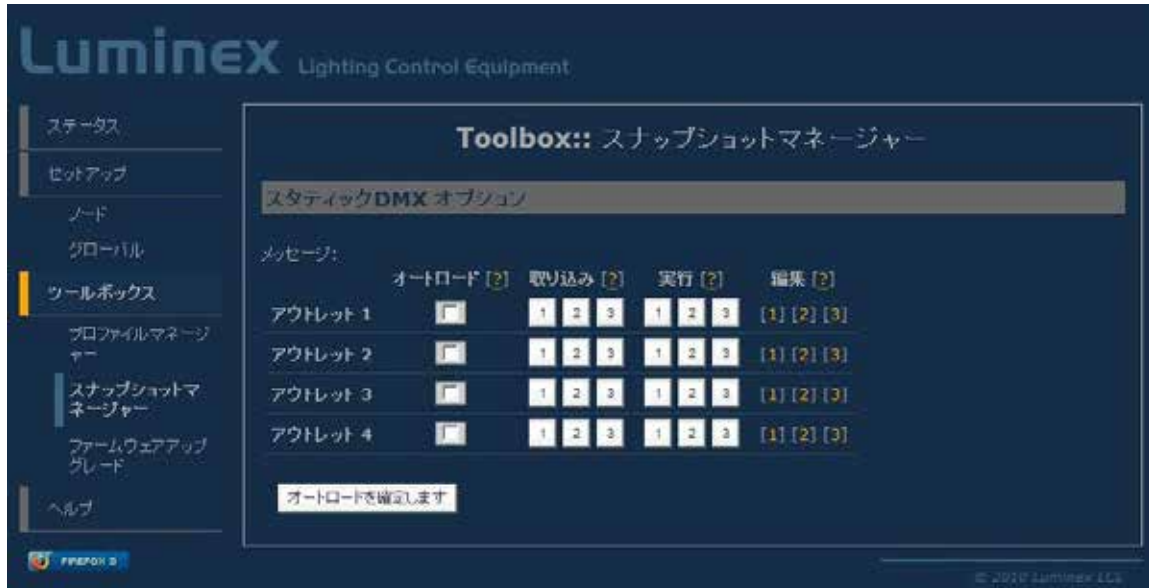 Luminex Lighting Control Equipment
ステータス
セットアップ
ノード
グローバル
ツールボックス
プロファイルマネージ
ャー
スナップショットマ
ネージャー
ファームウェアアップ
グレード
ヘルプ
Toolbox:: スナップショットマネージャー
スタティックDMX オプション
メッセージ:
オートロード [?] 取り込み [?] 実行 [?] 編集 [?]
アウトレット 1 1 2 3 1 2 3 [1] [2] [3]
アウトレット 2 1 2 3 1 2 3 [1] [2] [3]
アウトレット 3 1 2 3 1 2 3 [1] [2] [3]
アウトレット 4 1 2 3 1 2 3 [1] [2] [3]
オートロードを確定します
FIREFOX 3
© 2010 Luminex LCE